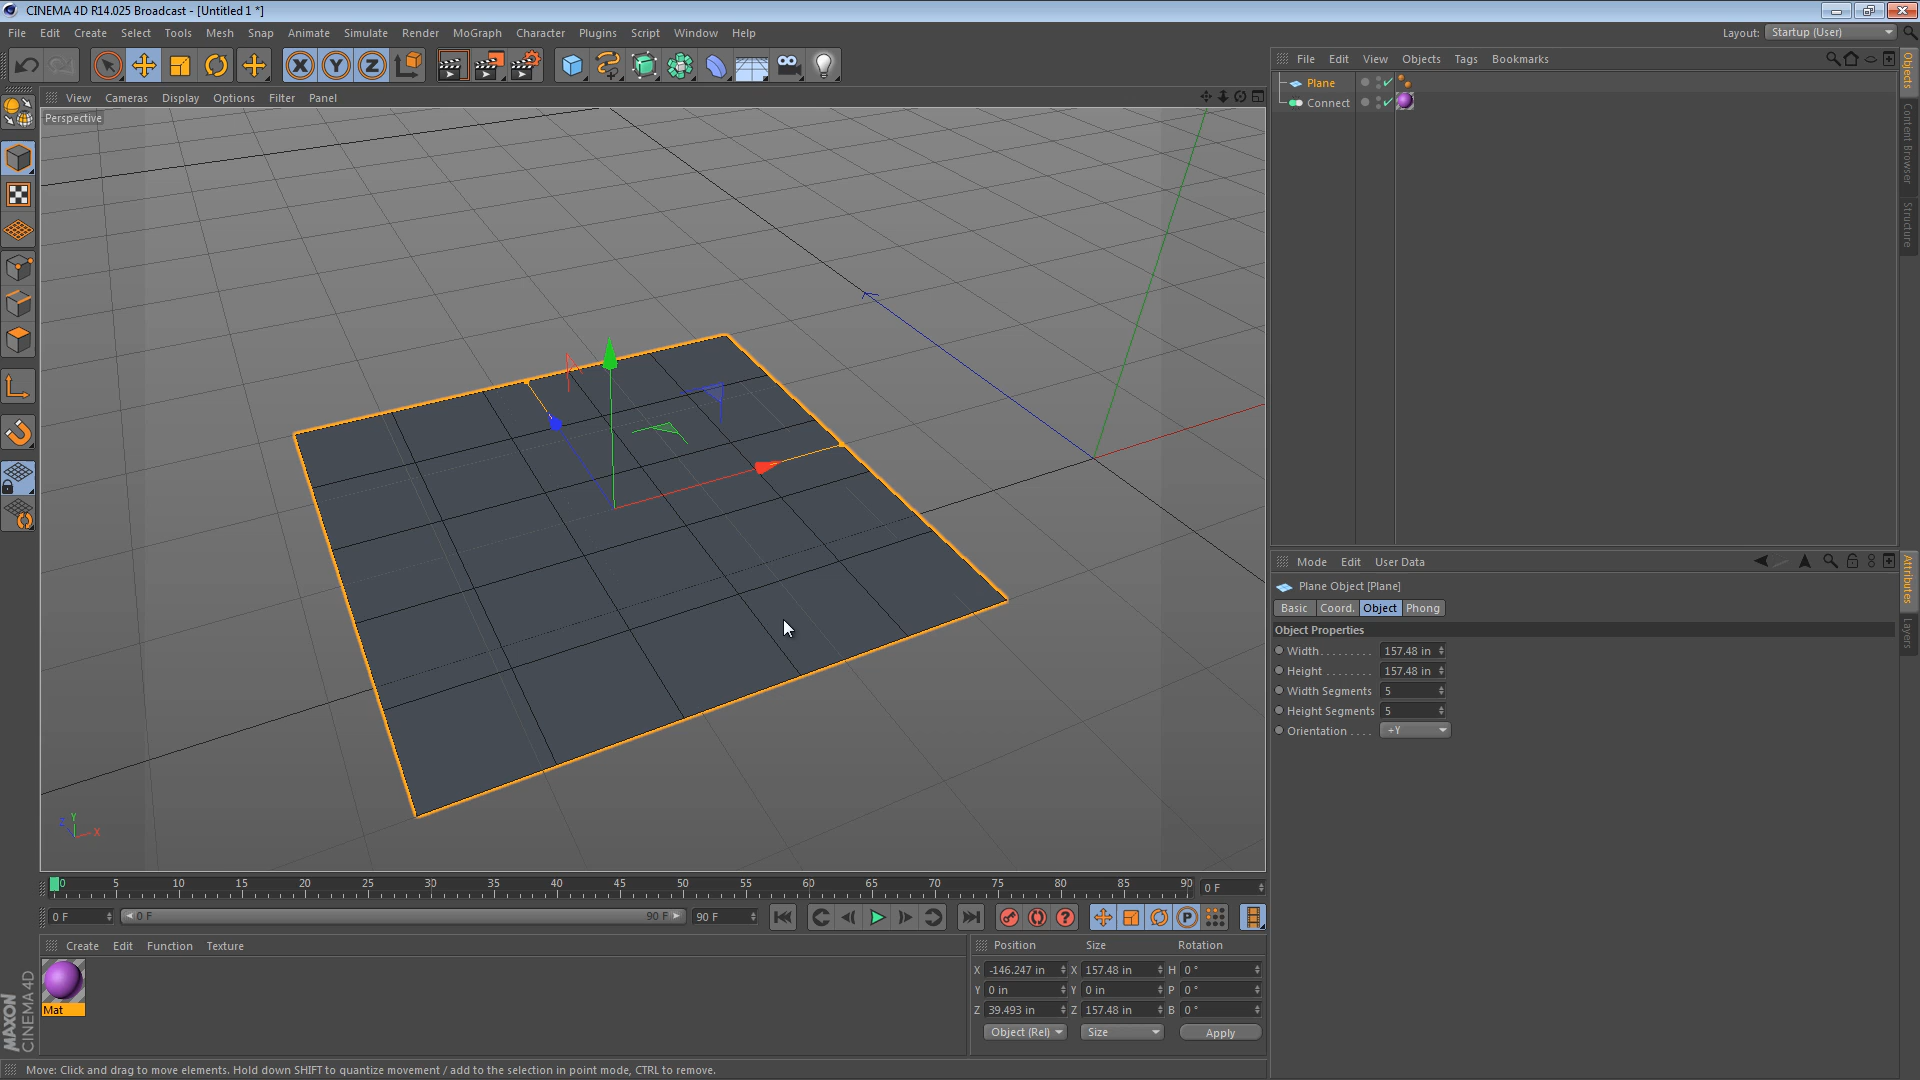 CINEMA 4D R14.025 Broadcast - [Untitled 1 *]
File Edit Create Select Tools Mesh Snap Animate Simulate Render MoGraph Character Plugins Script Window Help
Layout: Startup (User)
View Cameras Display Options Filter Panel
Perspective
X Y Z
File Edit View Objects Tags Bookmarks
Plane
Connect
Objects
Content Browser
Structure
Mode Edit User Data
Plane Object [Plane]
Basic Coord. Object Phong
Object Properties
Width 157.48 in
Height 157.48 in
Width Segments 5
Height Segments 5
Orientation +Y
Attributes
Layers
Z Y X
0 5 10 15 20 25 30 35 40 45 50 55 60 65 70 75 80 85 90
0 F
0 F 0 F 90 F 90 F
P
Create Edit Function Texture
Mat
Position Size Rotation
X -146.247 in X 157.48 in H 0 °
Y 0 in Y 0 in P 0 °
Z 39.493 in Z 157.48 in B 0 °
Object (Rel) Size Apply
MAXON
CINEMA 4D
Move: Click and drag to move elements. Hold down SHIFT to quantize movement / add to the selection in point mode, CTRL to remove.